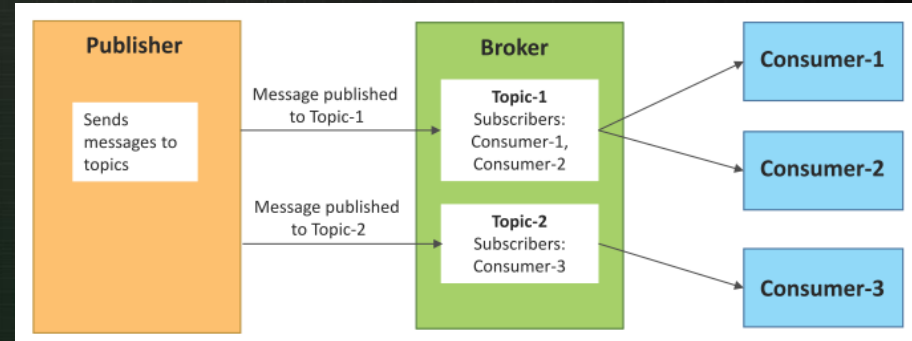 Publisher
Sends
messages to
topics
Message published
to Topic-1
Message published
to Topic-2
Broker
Topic-1
Subscribers:
Consumer-1,
Consumer-2
Topic-2
Subscribers:
Consumer-3
Consumer-1
Consumer-2
Consumer-3